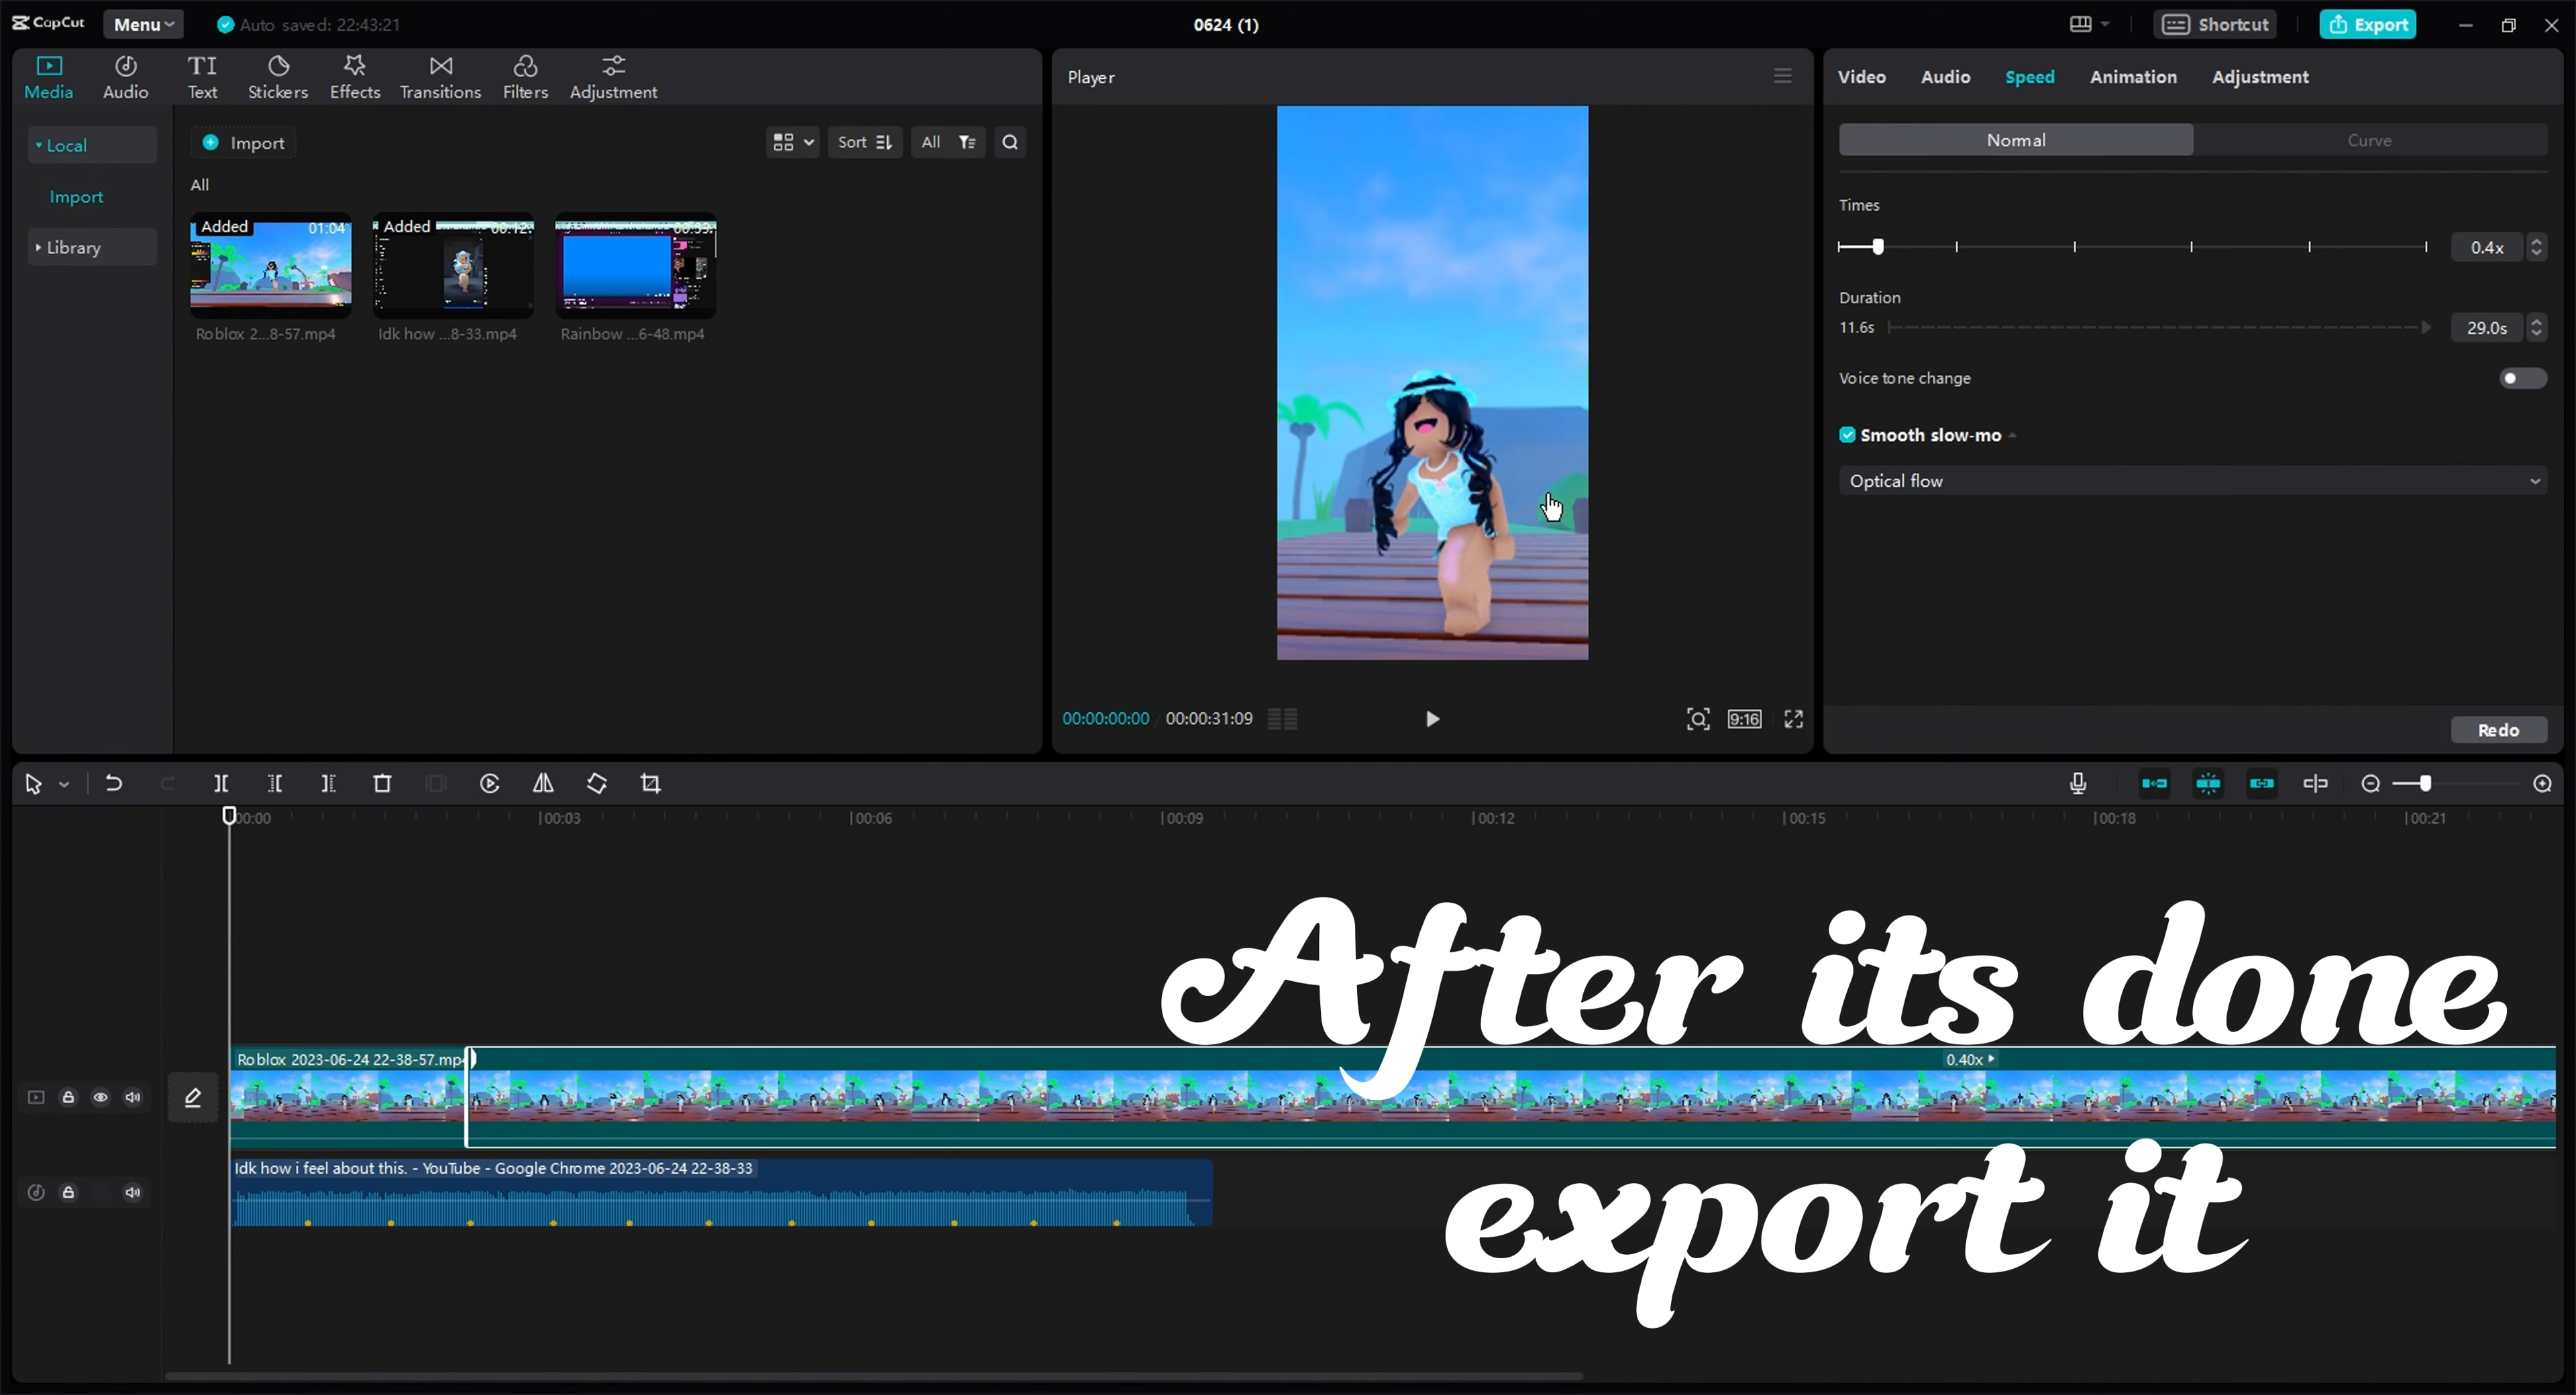 CapCut Menu Auto saved: 22:43:21 0624 (1) Shortcut Export
Media Audio TI Text Stickers Effects Transitions Filters Adjustment
Player
Video Audio Speed Animation Adjustment
Local
Import
Library
Import Sort All
All
Added 01:04
Added 00:12
Roblox 2...8-57.mp4 Idk how ...8-33.mp4 Rainbow ...6-48.mp4
Normal Curve
Times
0.4x
Duration
11.6s 29.0s
Voice tone change
Smooth slow-mo
Optical flow
00:00:00:00 00:00:31:09 9:16
Redo
00:00 00:03 00:06 00:09 00:12 00:15 00:18 00:21
After its done
Roblox 2023-06-24 22-38-57.mp4 0.40x
export it
Idk how i feel about this. - YouTube - Google Chrome 2023-06-24 22-38-33